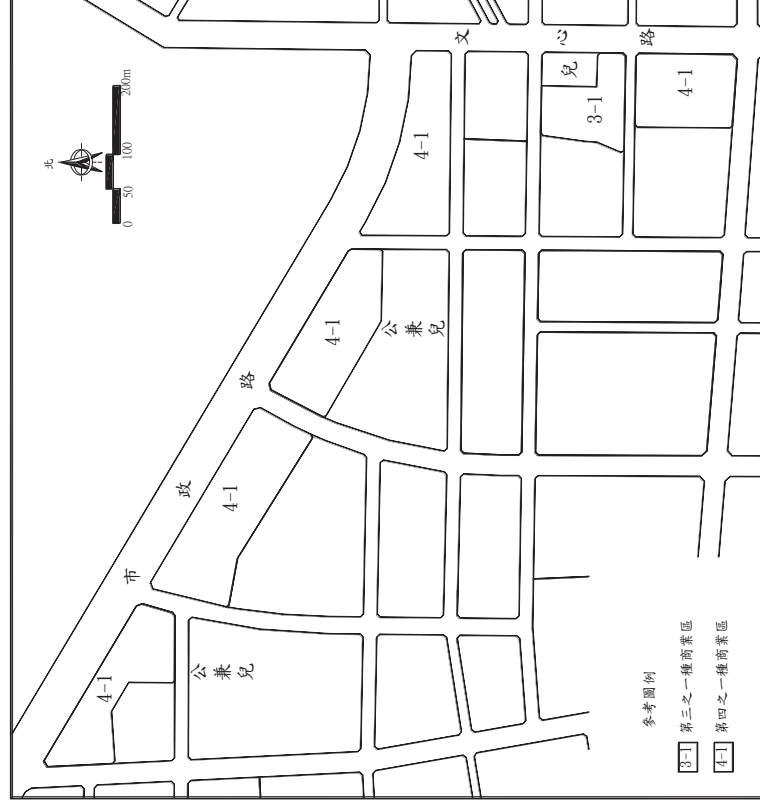 文心路
兒
3-1
4-1
4-1
北
0 50 100 200m
4-1
公兼兒
市政路
4-1
4-1
公兼兒
參考圖例
3-1 第三之一種商業區
4-1 第四之一種商業區